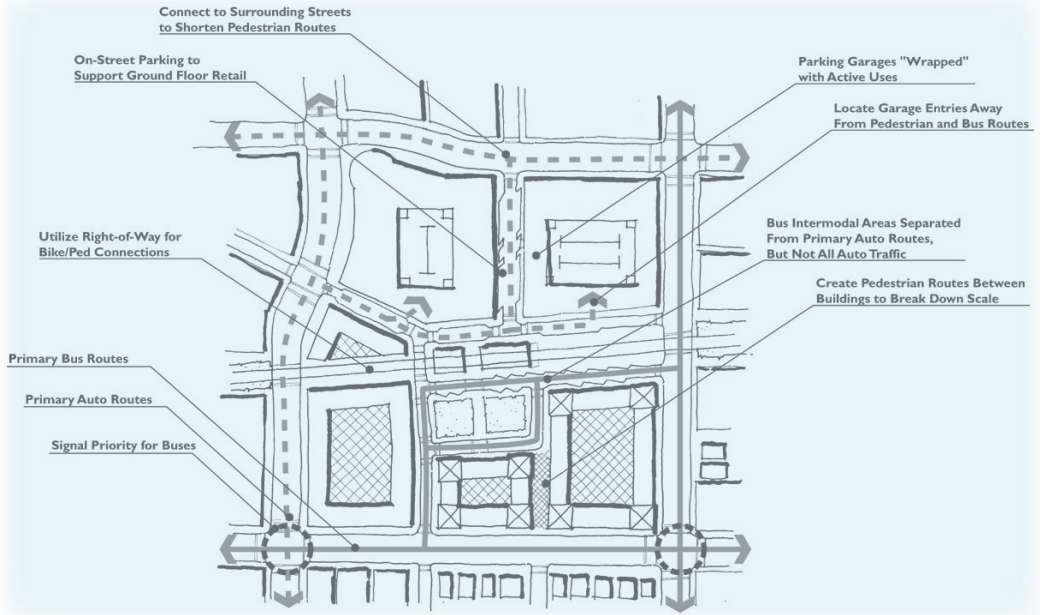 Connect to Surrounding Streets
to Shorten Pedestrian Routes
On-Street Parking to
Support Ground Floor Retail
Parking Garages "Wrapped"
with Active Uses
Locate Garage Entries Away
From Pedestrian and Bus Routes
Utilize Right-of-Way for
Bike/Ped Connections
Bus Intermodal Areas Separated
From Primary Auto Routes,
But Not All Auto Traffic
Create Pedestrian Routes Between
Buildings to Break Down Scale
Primary Bus Routes
Primary Auto Routes
Signal Priority for Buses